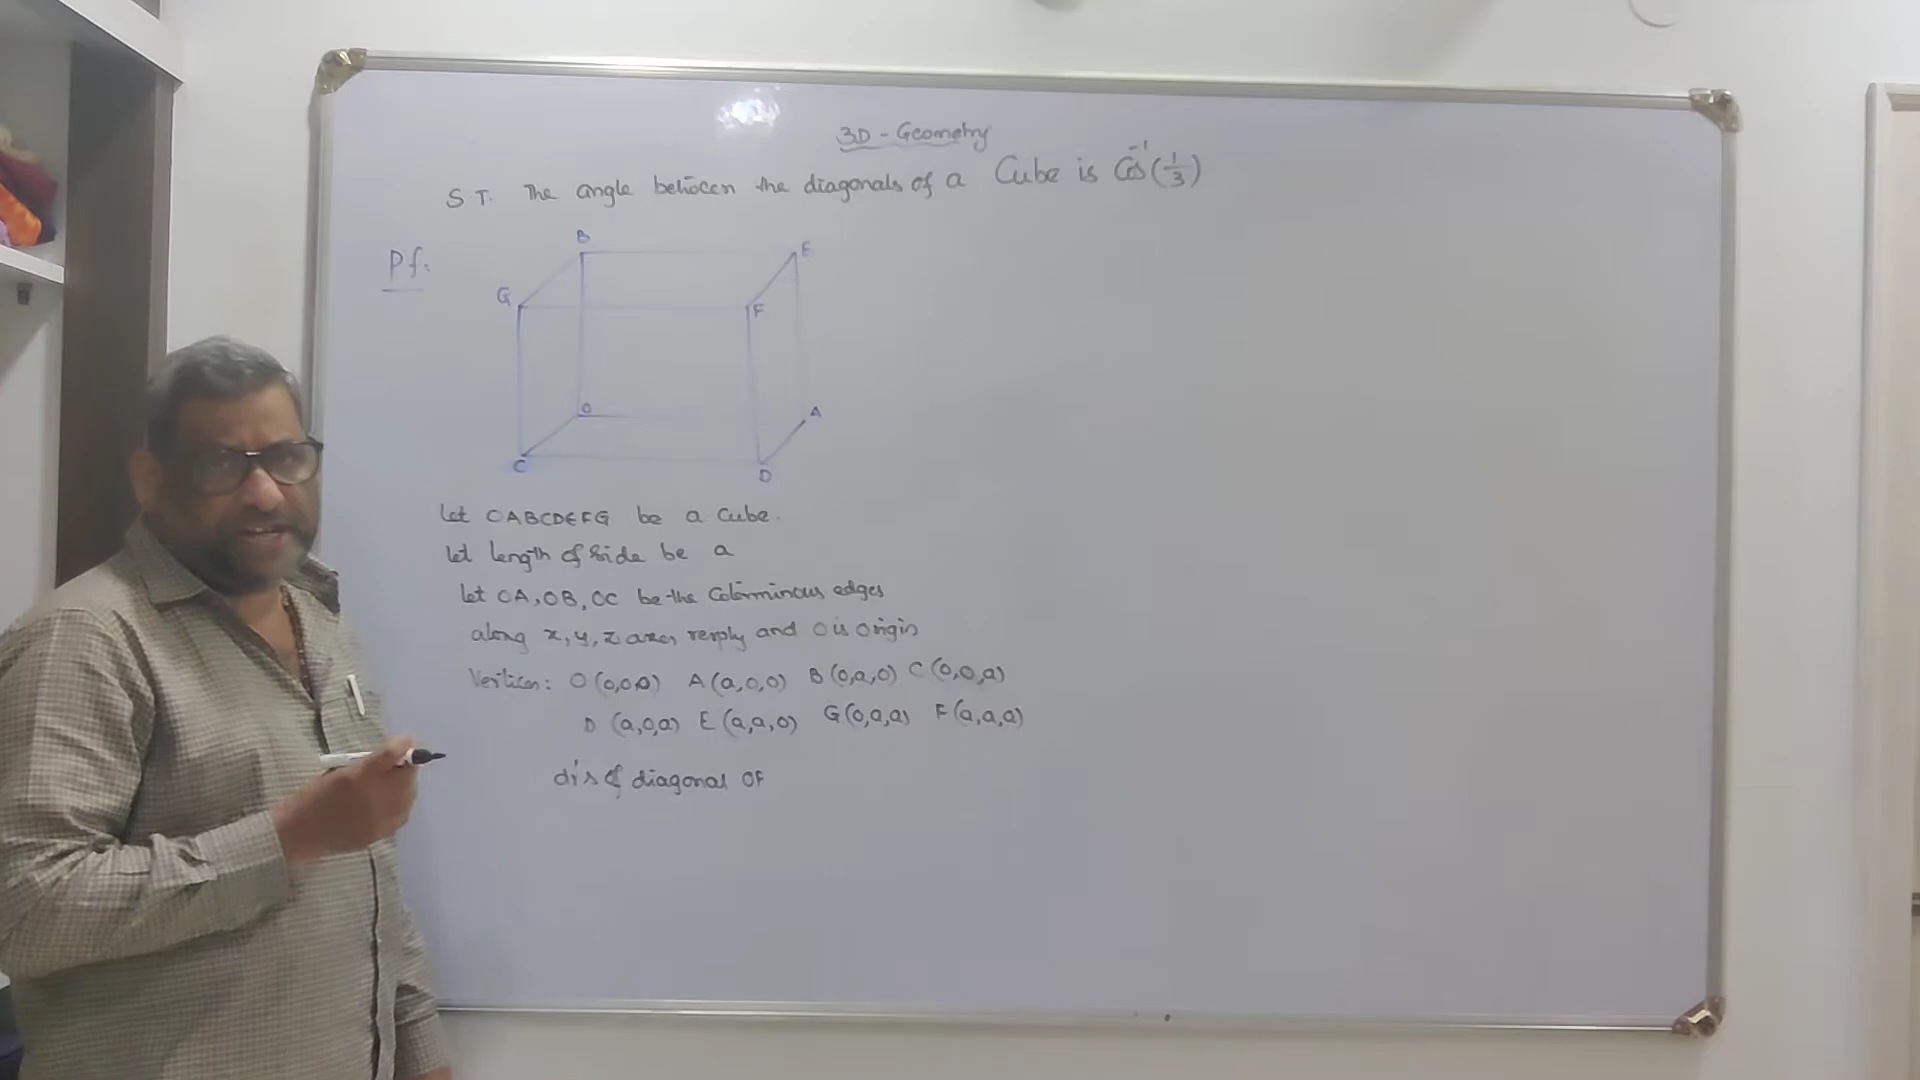 3D - Geometry
S.T. The angle between the diagonals of a Cube is Cos⁻¹(1/3)
Pf:
B
E
G
F
O
A
C
D
Let OABCDEFG be a Cube.
let length of side be a
let OA, OB, OC be the Coterminous edges
along x, y, z axes resply and O is Origin
Vertices: O (0,0,0) A (a,0,0) B (0,a,0) C (0,0,a)
D (a,0,a) E (a,a,0) G (0,a,a) F (a,a,a)
d.r's of diagonal OF